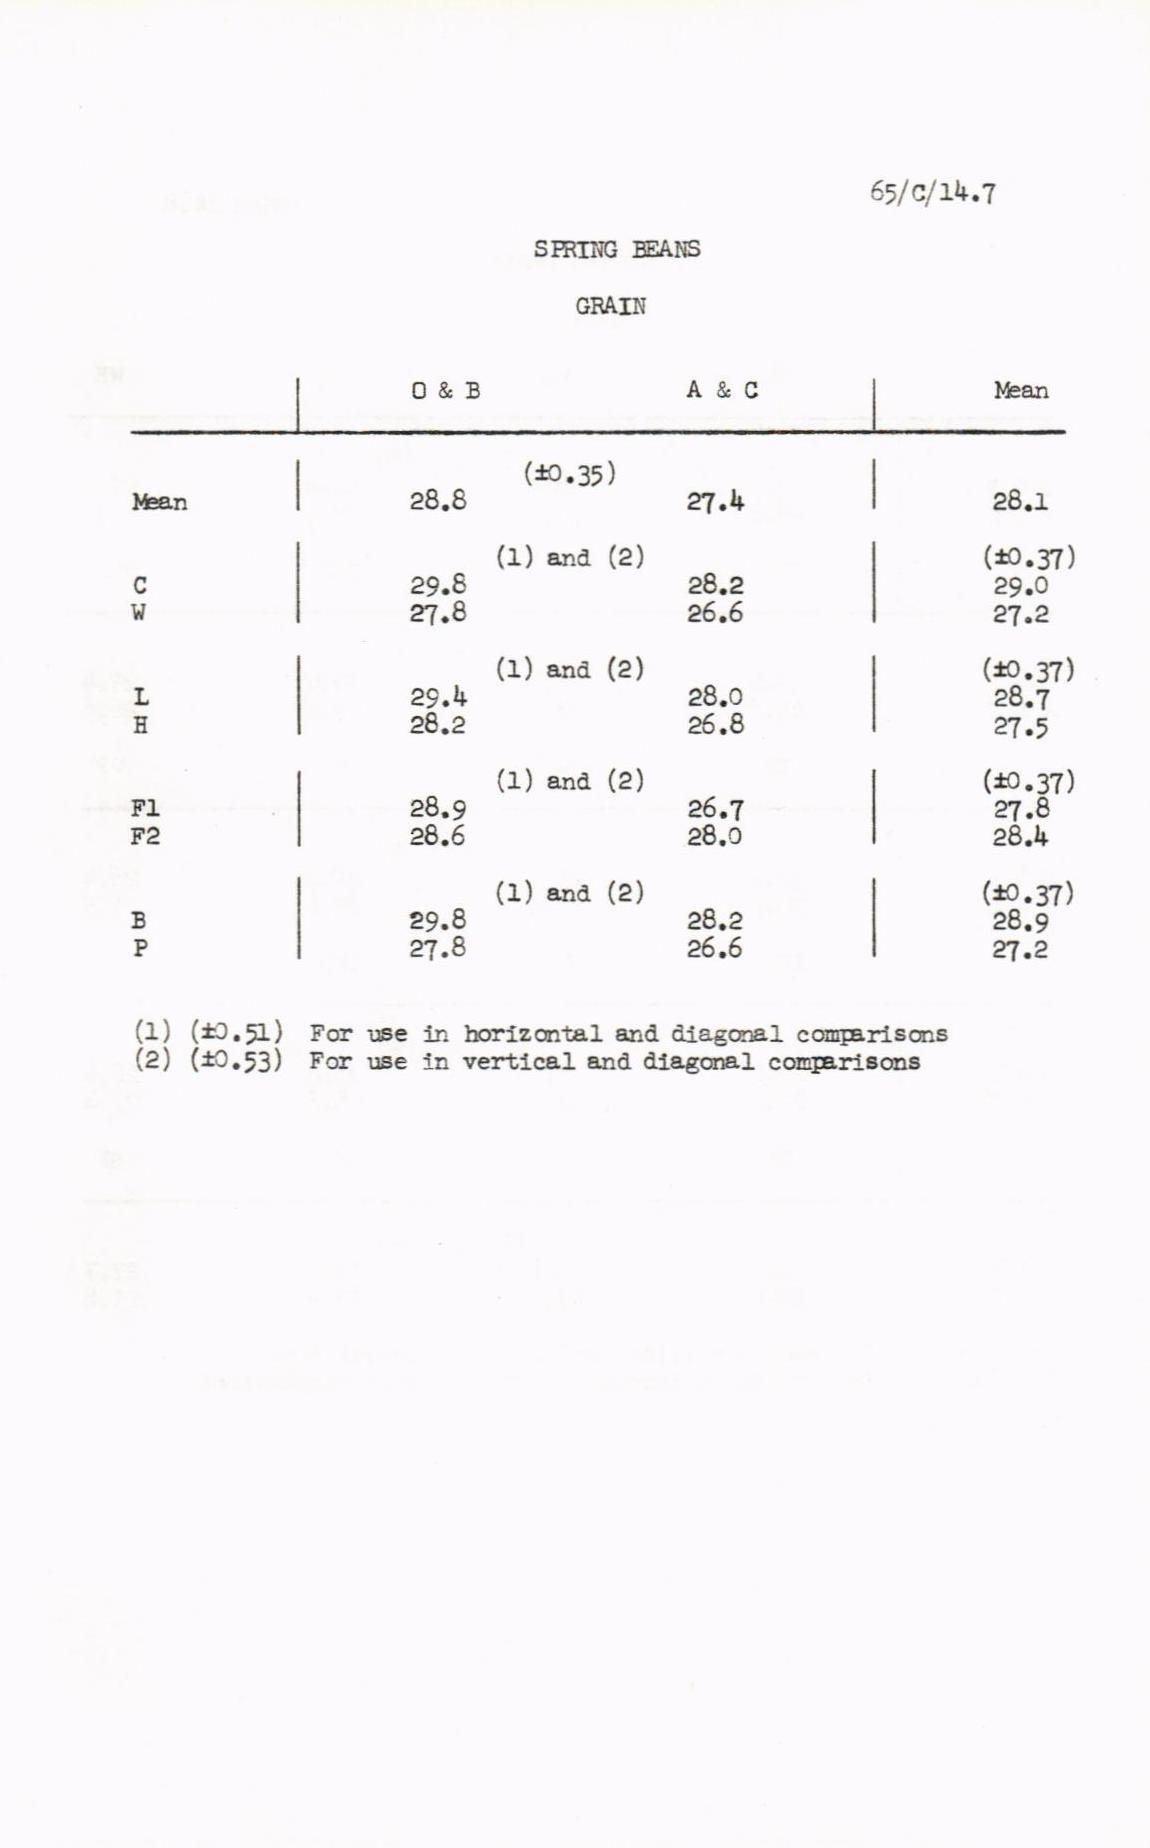 65/C/14.7
SPRING BEANS
GRAIN
O & B A & C Mean
(±0.35)
Mean 28.8 27.4 28.1
(1) and (2) (±0.37)
C 29.8 28.2 29.0
W 27.8 26.6 27.2
(1) and (2) (±0.37)
L 29.4 28.0 28.7
H 28.2 26.8 27.5
(1) and (2) (±0.37)
F1 28.9 26.7 27.8
F2 28.6 28.0 28.4
(1) and (2) (±0.37)
B 29.8 28.2 28.9
P 27.8 26.6 27.2
(1) (±0.51) For use in horizontal and diagonal comparisons
(2) (±0.53) For use in vertical and diagonal comparisons